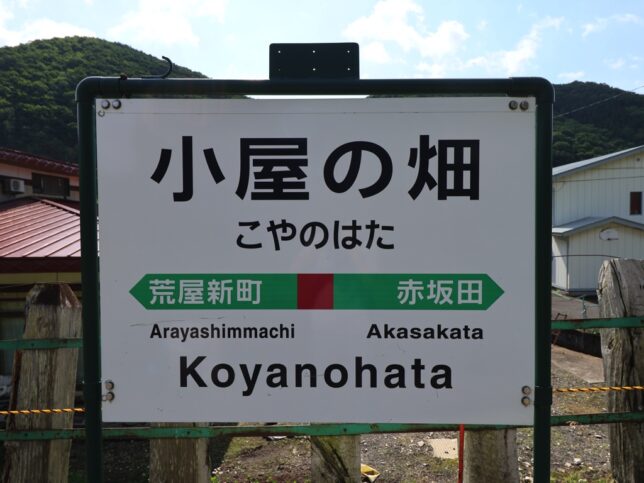 小屋の畑
こやのはた
荒屋新町 赤坂田
Arayashimmachi Akasakata
Koyanohata